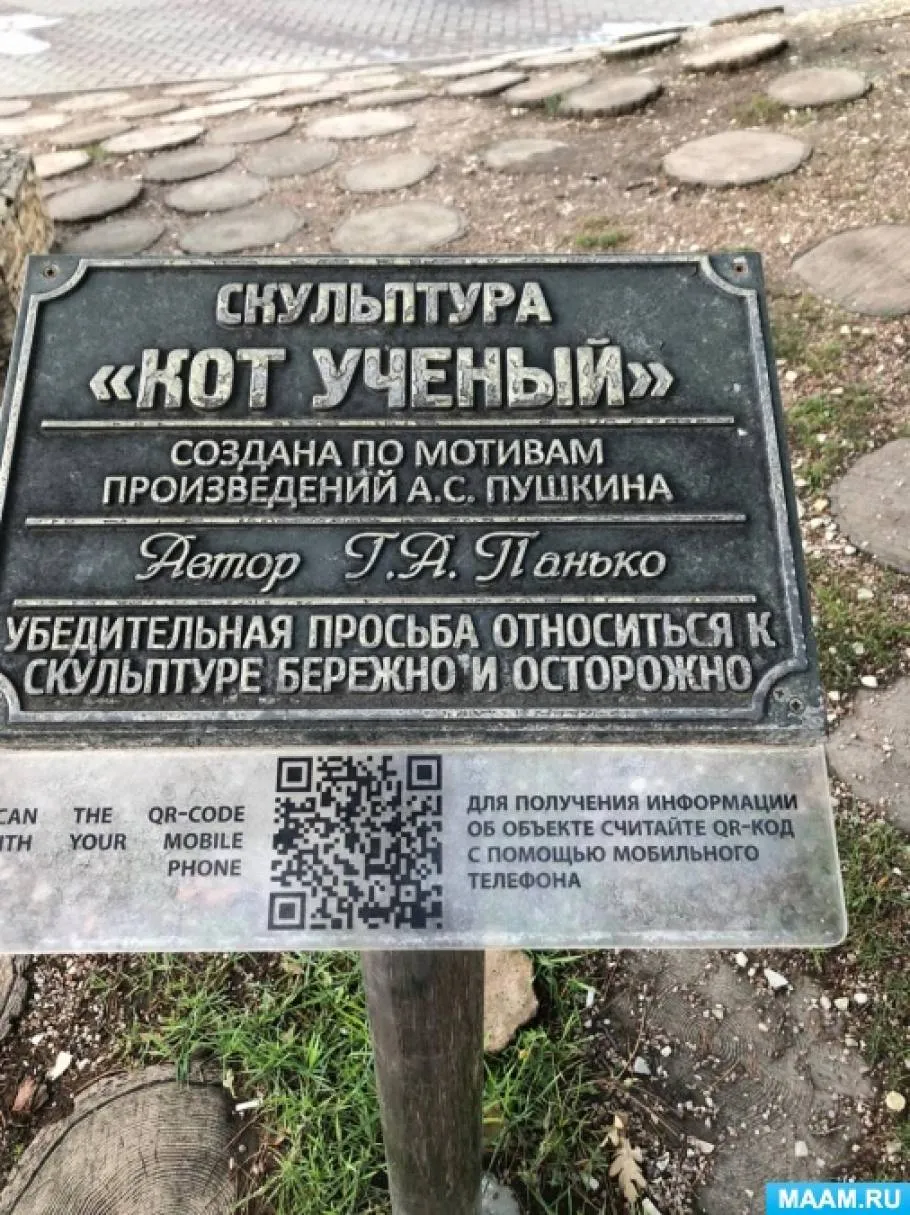 СКУЛЬПТУРА
«КОТ УЧЕНЫЙ»
СОЗДАНА ПО МОТИВАМ
ПРОИЗВЕДЕНИЙ А.С. ПУШКИНА
Автор Г.А. Панько
УБЕДИТЕЛЬНАЯ ПРОСЬБА ОТНОСИТЬСЯ К
СКУЛЬПТУРЕ БЕРЕЖНО И ОСТОРОЖНО
THE QR-CODE
YOUR MOBILE
PHONE
ДЛЯ ПОЛУЧЕНИЯ ИНФОРМАЦИИ
ОБ ОБЪЕКТЕ СЧИТАЙТЕ QR-КОД
С ПОМОЩЬЮ МОБИЛЬНОГО
ТЕЛЕФОНА
MAAM.RU